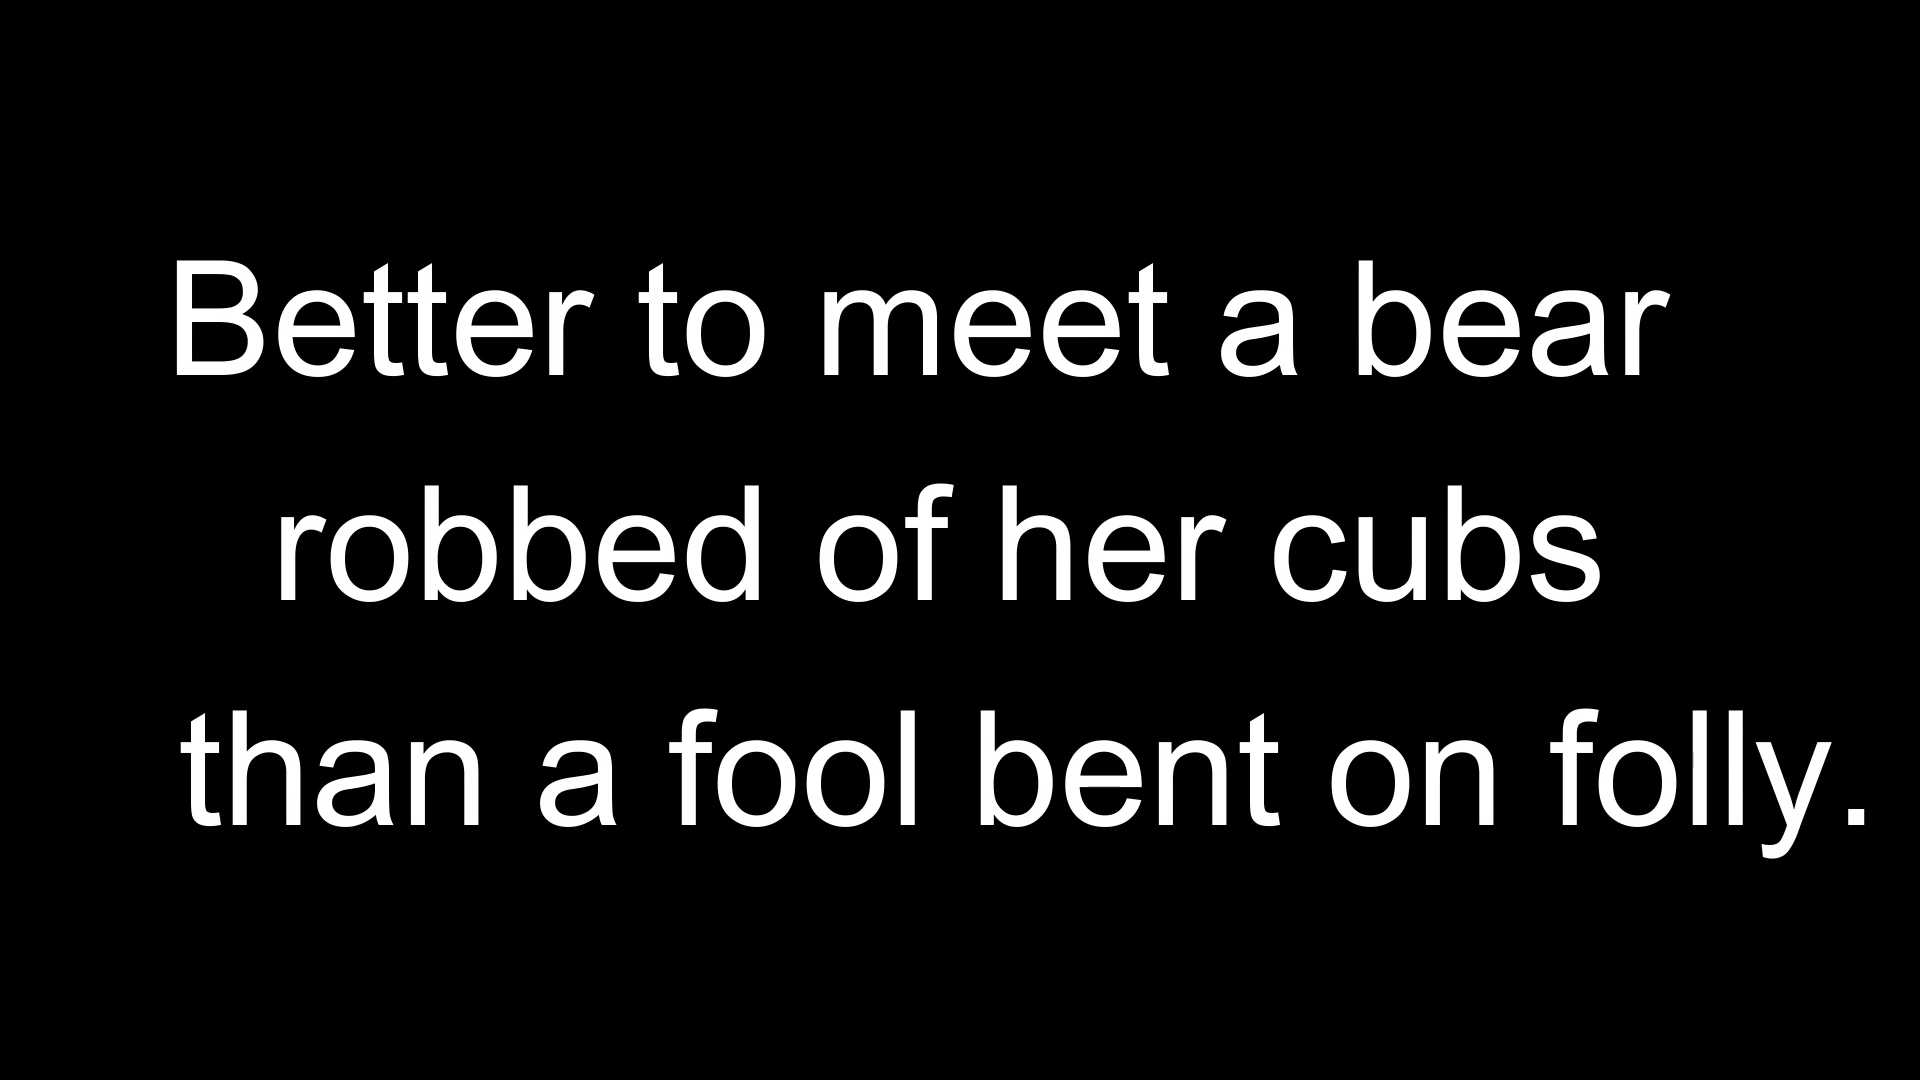 Better to meet a bear
robbed of her cubs
than a fool bent on folly.